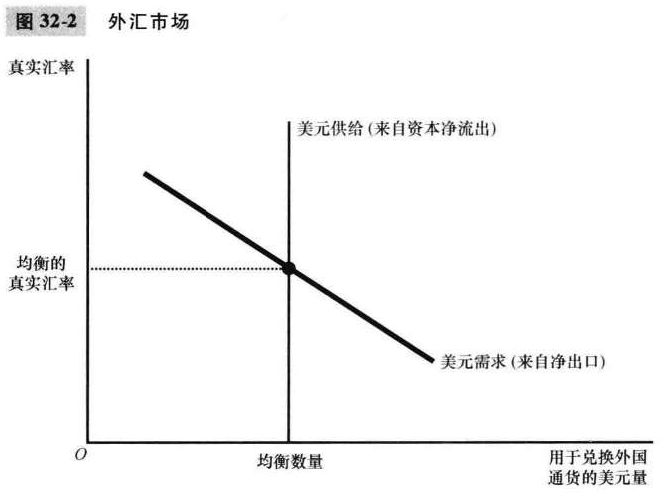 图 32-2 外汇市场
真实汇率
美元供给(来自资本净流出)
均衡的
真实汇率
美元需求(来自净出口)
O
均衡数量
用于兑换外国
通货的美元量